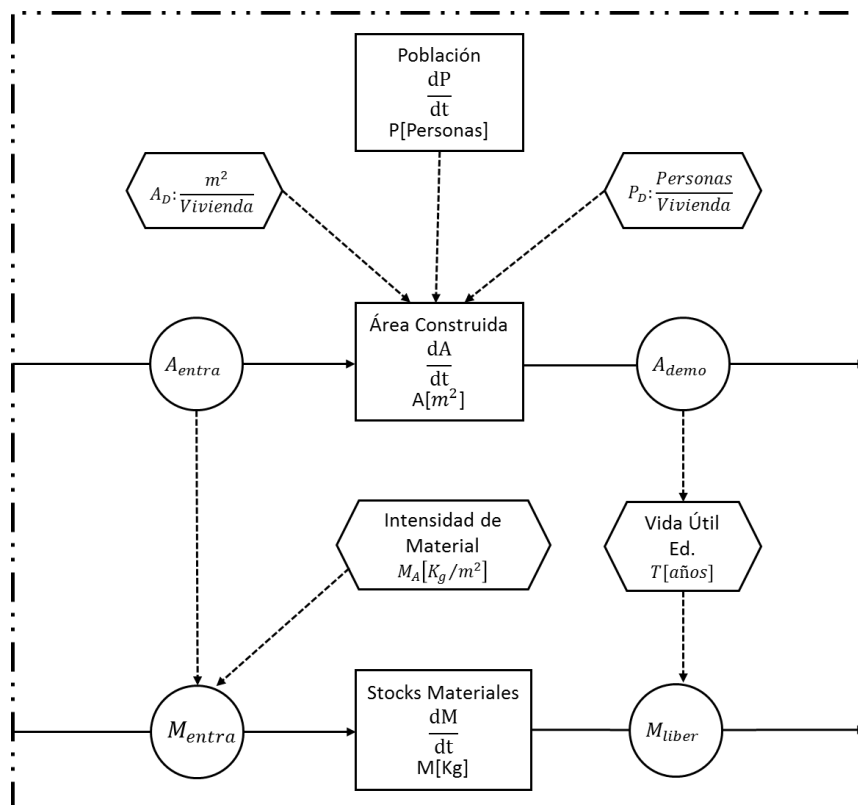 Población
dP
dt
P[Personas]
A_D: m²
Vivienda
P_D: Personas
Vivienda
Área Construida
dA
dt
A[m²]
A_entra
A_demo
Intensidad de
Material
M_A[K_g/m²]
Vida Útil
Ed.
T[años]
Stocks Materiales
dM
dt
M[Kg]
M_entra
M_liber